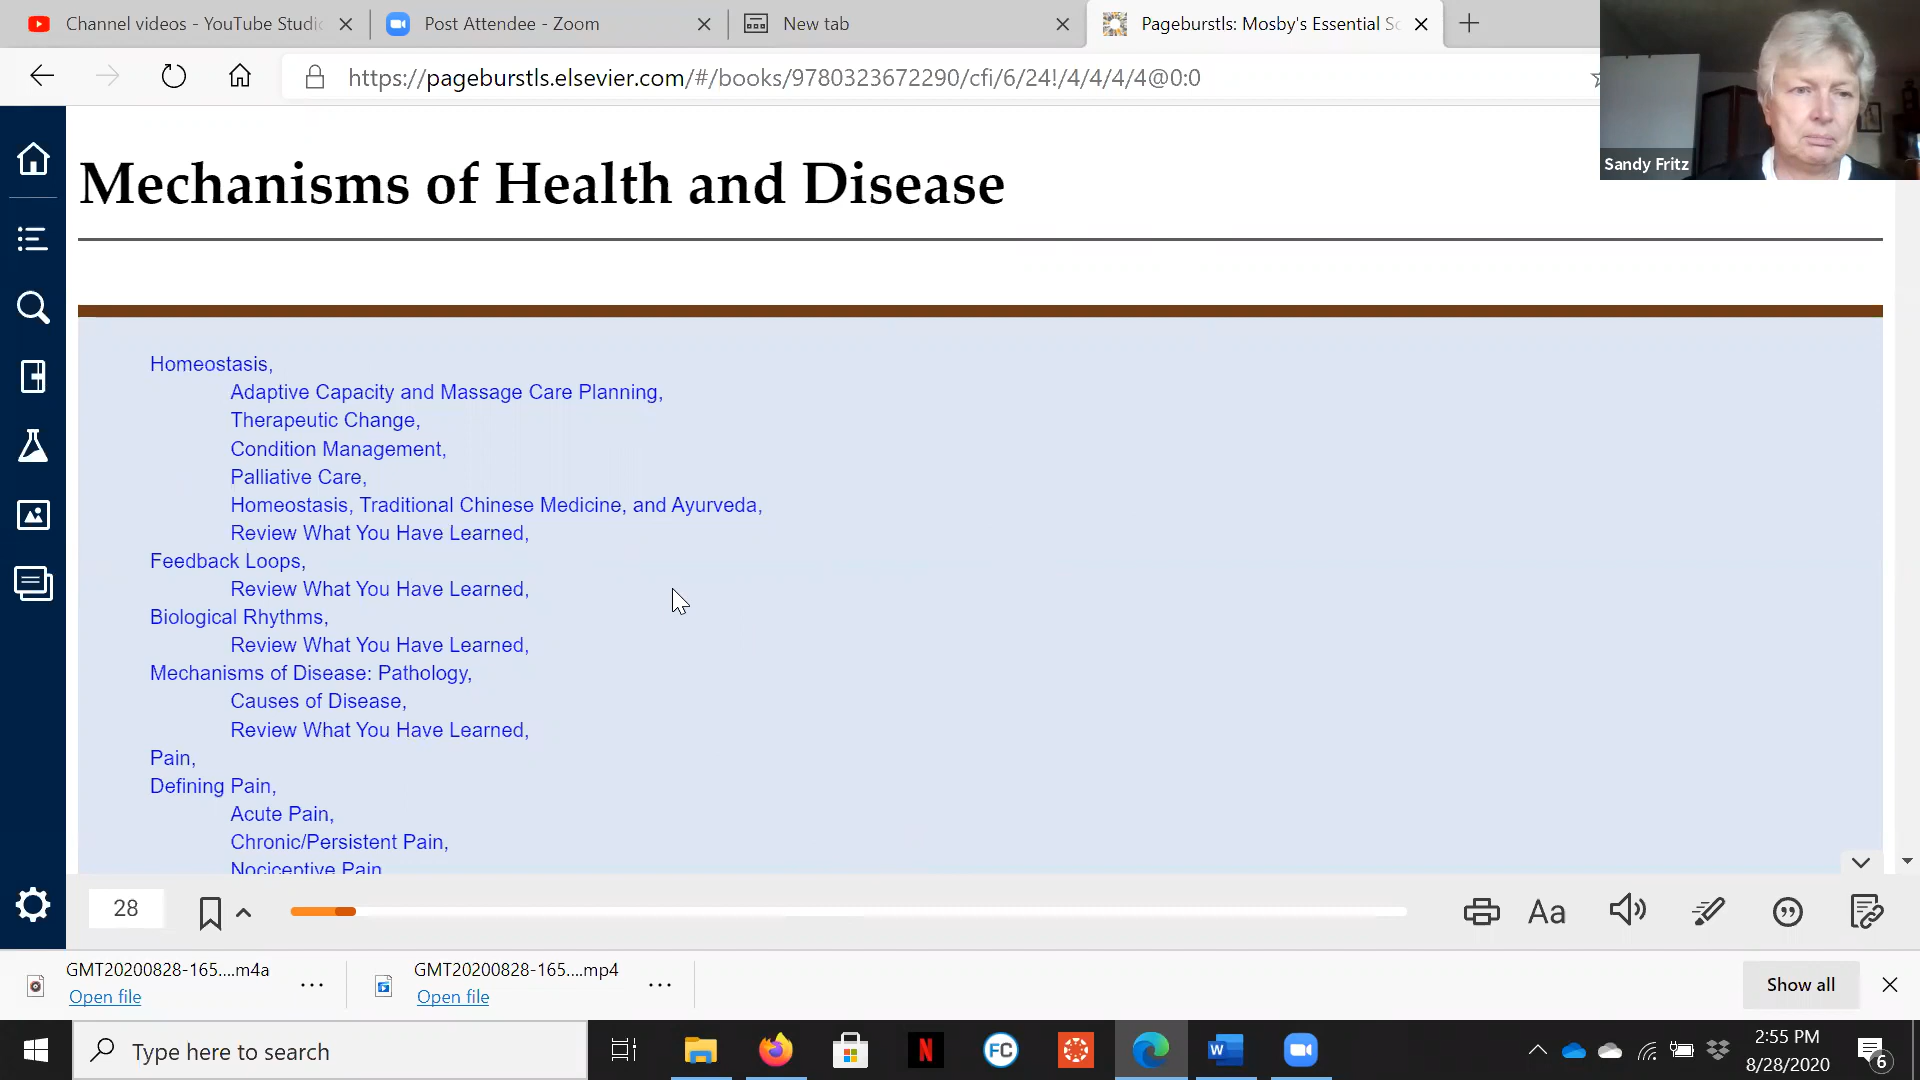 Channel videos - YouTube Studi
Post Attendee - Zoom
New tab
Pageburstls: Mosby's Essential Sc
https://pageburstls.elsevier.com/#/books/9780323672290/cfi/6/24!/4/4/4/4@0:0
Sandy Fritz
Mechanisms of Health and Disease
Homeostasis,
Adaptive Capacity and Massage Care Planning,
Therapeutic Change,
Condition Management,
Palliative Care,
Homeostasis, Traditional Chinese Medicine, and Ayurveda,
Review What You Have Learned,
Feedback Loops,
Review What You Have Learned,
Biological Rhythms,
Review What You Have Learned,
Mechanisms of Disease: Pathology,
Causes of Disease,
Review What You Have Learned,
Pain,
Defining Pain,
Acute Pain,
Chronic/Persistent Pain,
Nociceptive Pain
28
Aa
GMT20200828-165....m4a
Open file
GMT20200828-165....mp4
Open file
Show all
Type here to search
N
FC
W
2:55 PM
8/28/2020
6